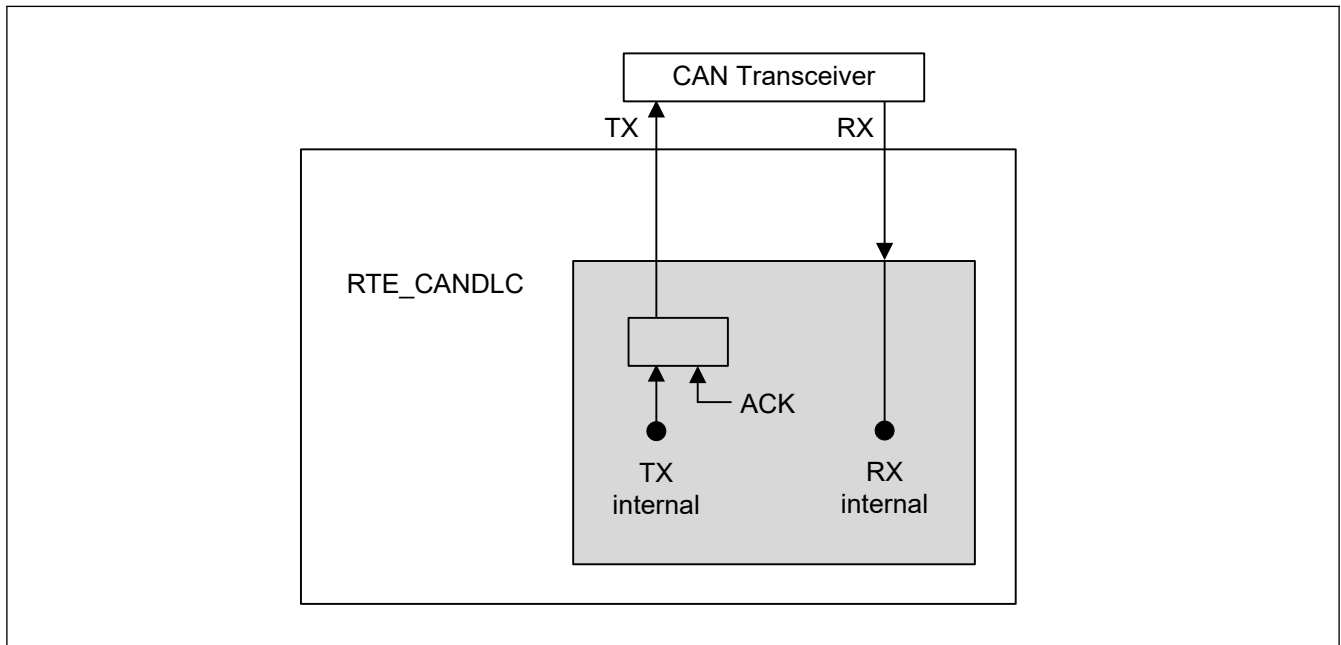 CAN Transceiver
TX
RX
RTE_CANDLC
ACK
TX
internal
RX
internal